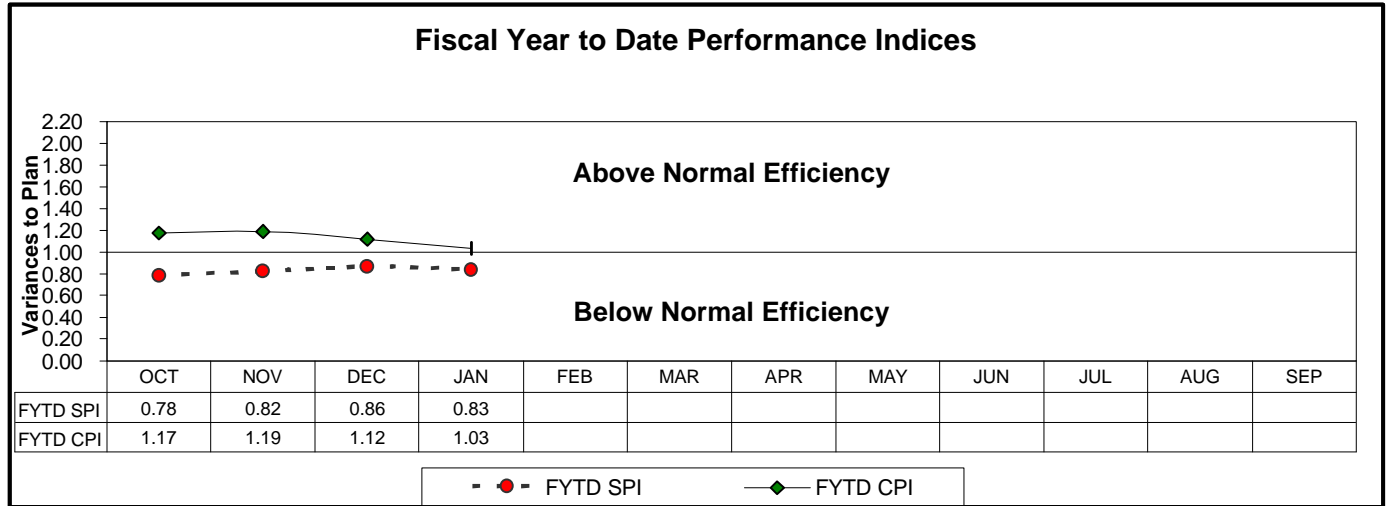 Fiscal Year to Date Performance Indices
Variances to Plan
2.20
2.00
1.80
1.60
1.40
1.20
1.00
0.80
0.60
0.40
0.20
0.00
Above Normal Efficiency
Below Normal Efficiency
OCT NOV DEC JAN FEB MAR APR MAY JUN JUL AUG SEP
FYTD SPI 0.78 0.82 0.86 0.83
FYTD CPI 1.17 1.19 1.12 1.03
FYTD SPI FYTD CPI